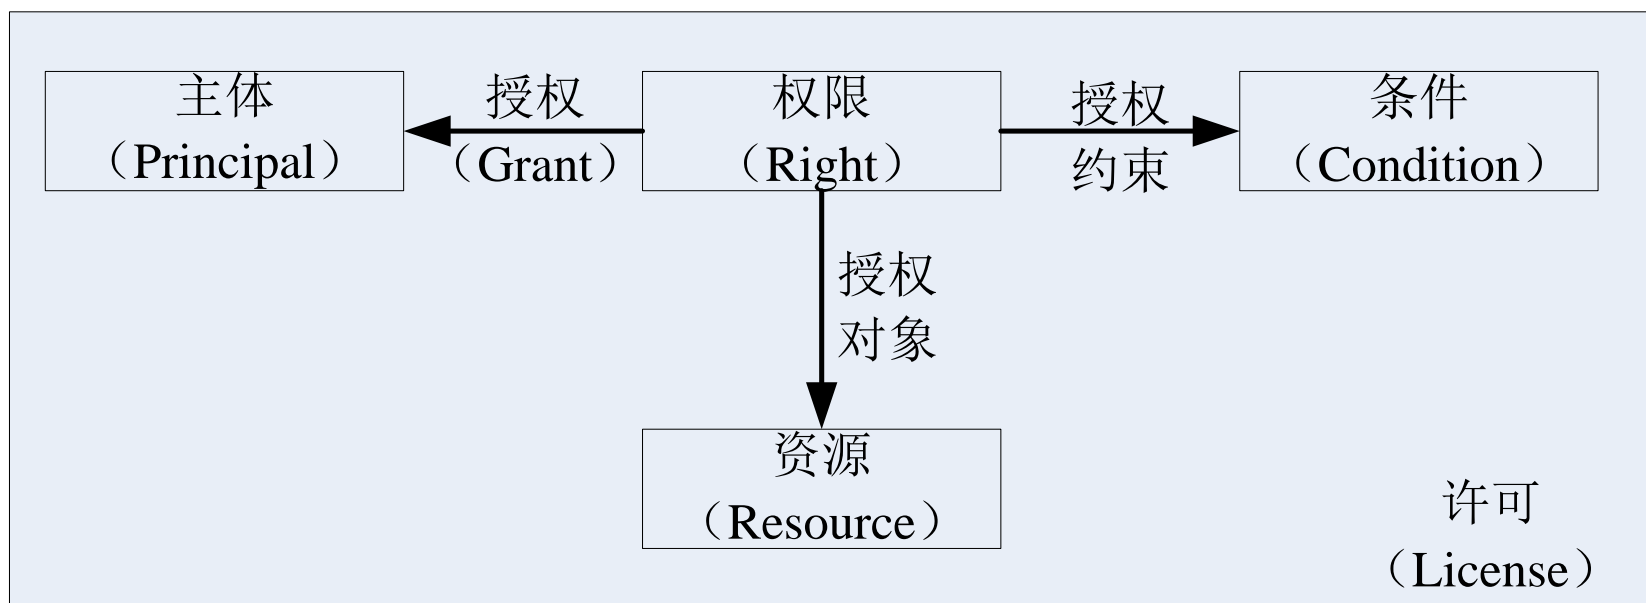 主体
（Principal）
授权
（Grant）
权限
（Right）
授权
约束
条件
（Condition）
授权
对象
资源
（Resource）
许可
（License）